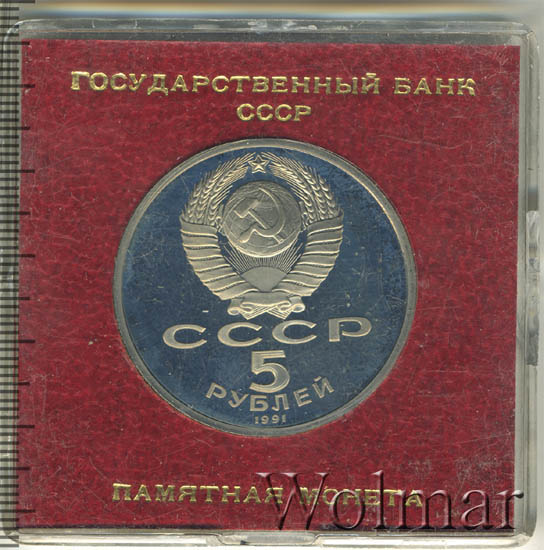 ГОСУДАРСТВЕННЫЙ БАНК
СССР
СССР
5
РУБЛЕЙ
1991
ПАМЯТНАЯ МОНЕТА
Wolmar